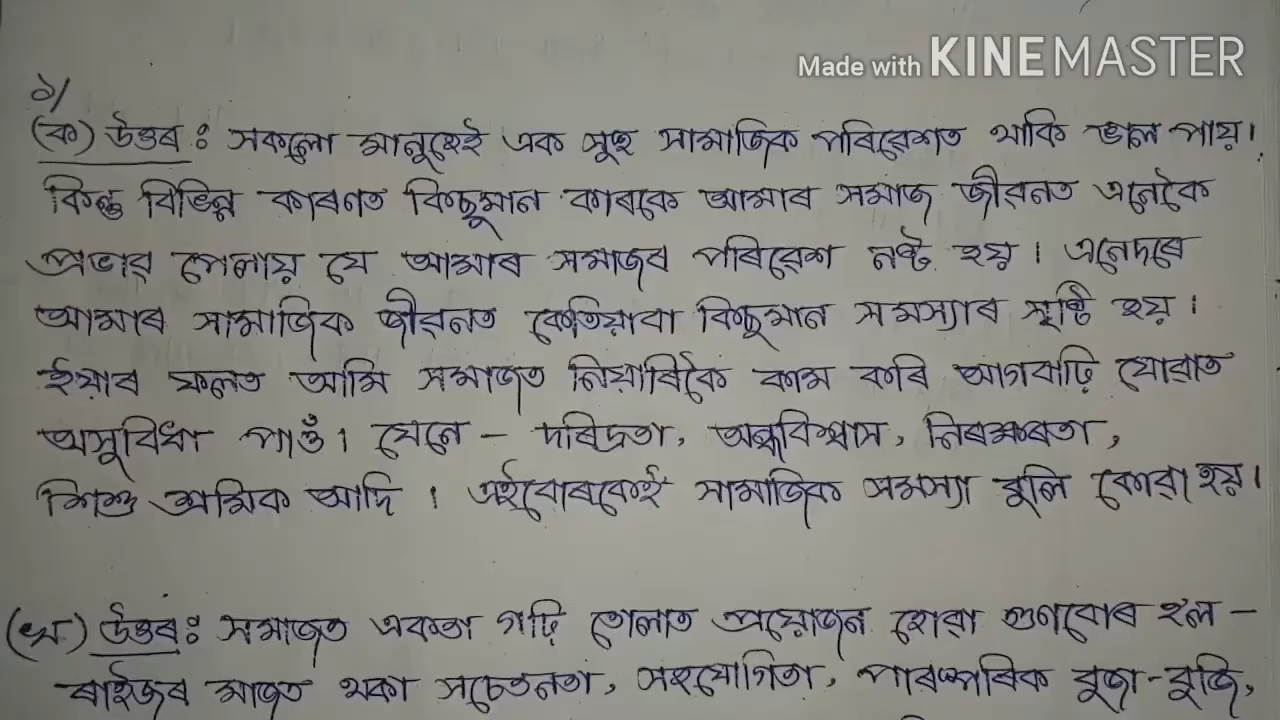 Made with KINEMASTER
১/
(ক) উত্তৰ : সকলো মানুহেই এক সুস্থ সামাজিক পৰিৱেশত থাকি ভাল পায়।
কিন্তু বিভিন্ন কাৰণত কিছুমান কাৰকে আমাৰ সমাজ জীৱনত এনেকৈ
প্ৰভাৱ পেলায় যে আমাৰ সমাজৰ পৰিৱেশ নষ্ট হয়। এনেদৰে
আমাৰ সামাজিক জীৱনত কেতিয়াবা কিছুমান সমস্যাৰ সৃষ্টি হয়।
ইয়াৰ ফলত আমি সমাজত নিয়াৰিকৈ কাম কৰি আগবাঢ়ি যোৱাত
অসুবিধা পাওঁ। যেনে – দৰিদ্ৰতা, অন্ধবিশ্বাস, নিৰক্ষৰতা,
শিশু শ্ৰমিক আদি । এইবোৰকেই সামাজিক সমস্যা বুলি কোৱা হয়।
(খ) উত্তৰ : সমাজত একতা গঢ়ি তোলাত প্ৰয়োজন হোৱা গুণবোৰ হ'ল –
ৰাইজৰ মাজত থকা সচেতনতা, সহযোগিতা, পাৰস্পৰিক বুজা-বুজি,